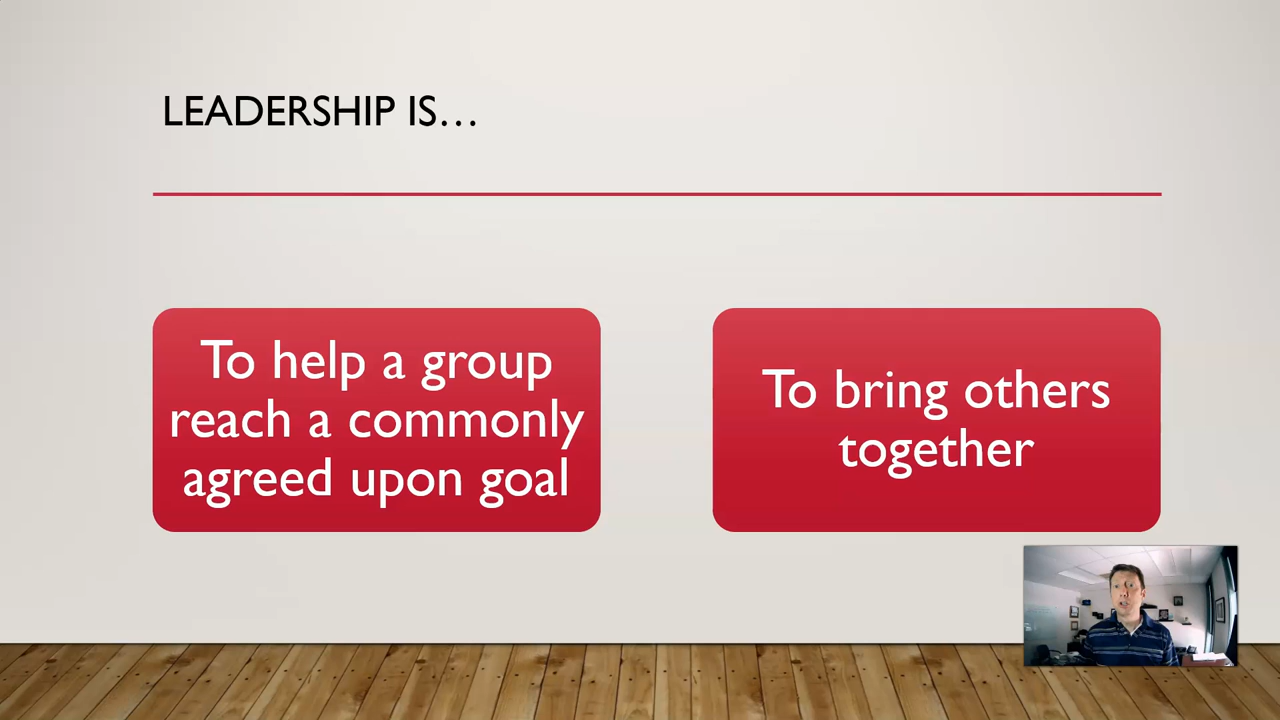 LEADERSHIP IS…
To help a group
reach a commonly
agreed upon goal
To bring others
together